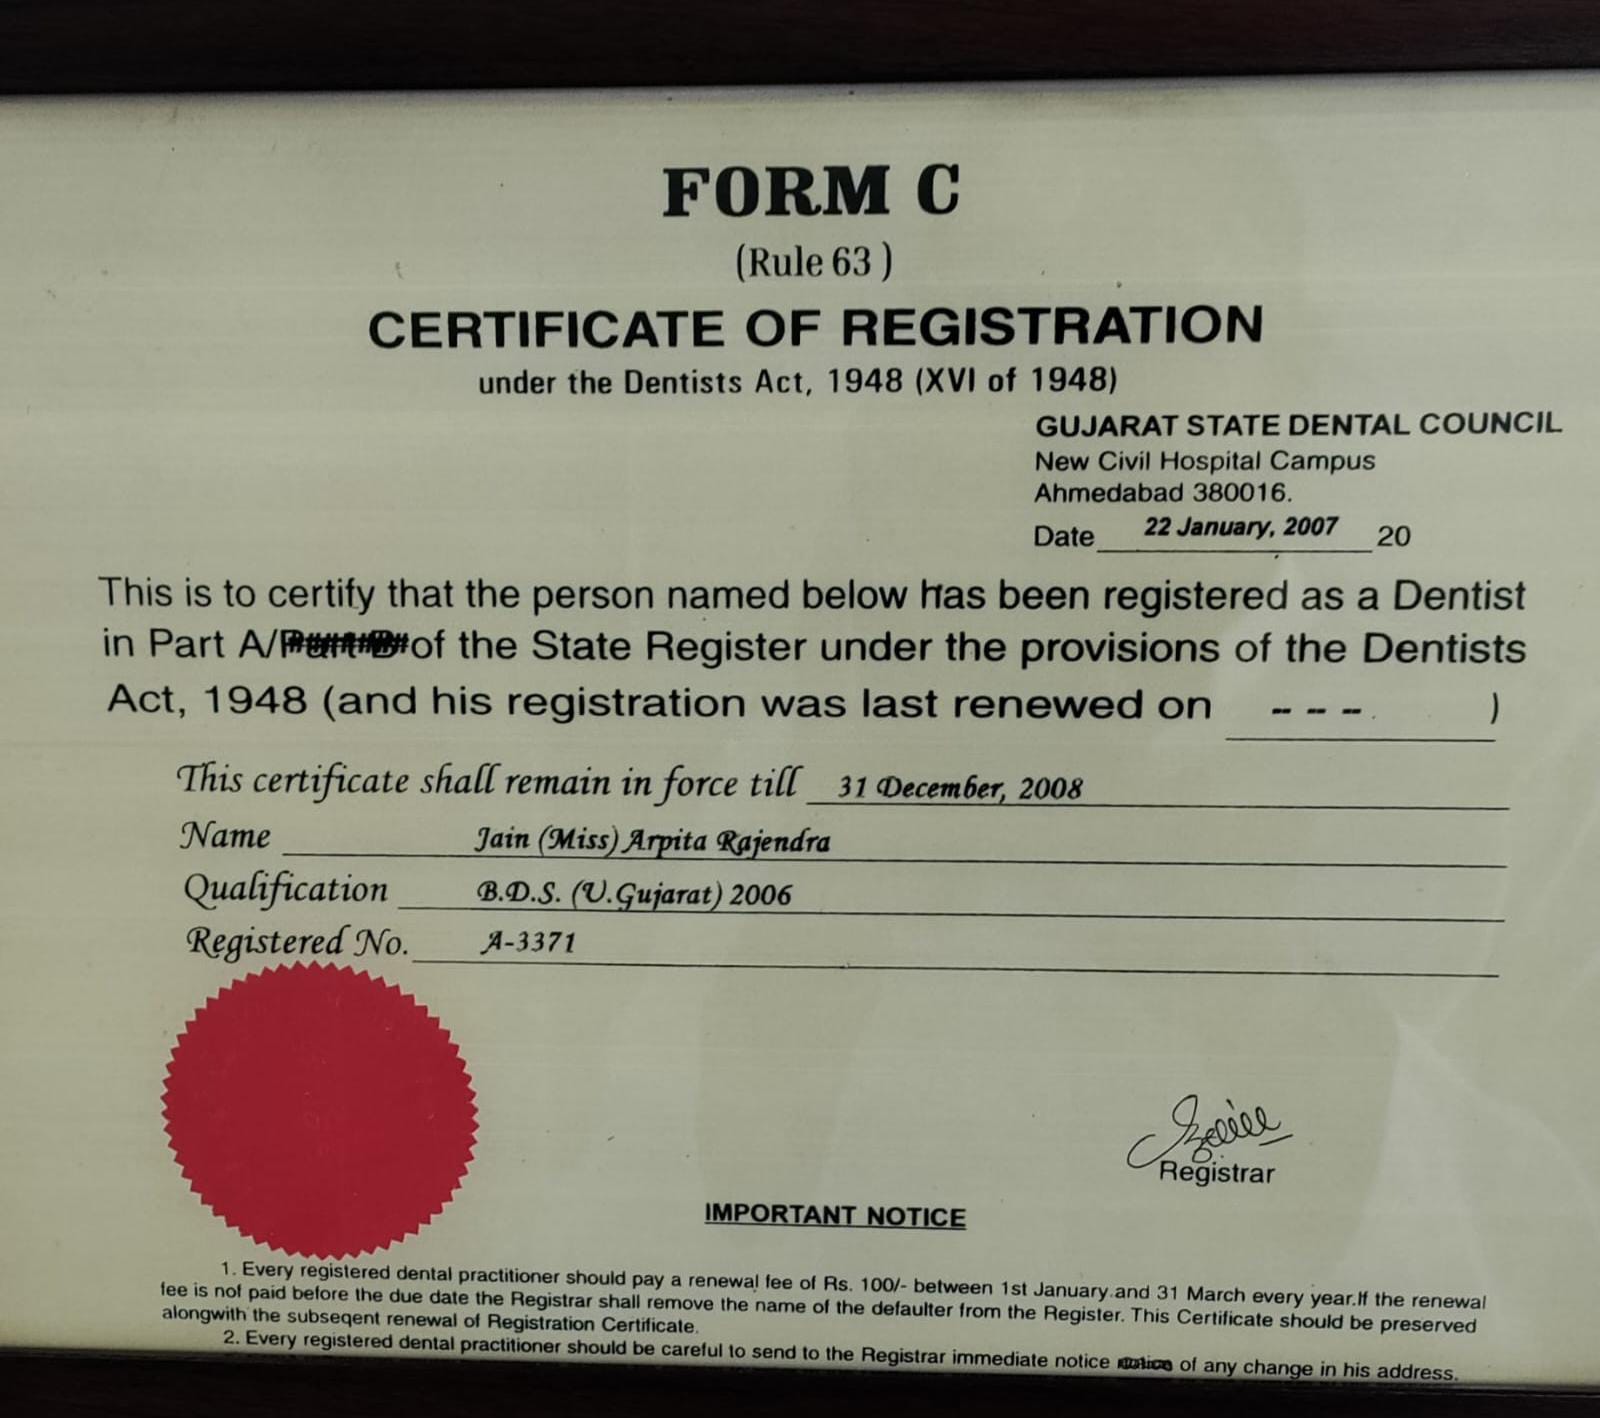 FORM C
(Rule 63 )
CERTIFICATE OF REGISTRATION
under the Dentists Act, 1948 (XVI of 1948)
GUJARAT STATE DENTAL COUNCIL
New Civil Hospital Campus
Ahmedabad 380016.
Date 22 January, 2007 20
This is to certify that the person named below has been registered as a Dentist
in Part A/ of the State Register under the provisions of the Dentists
Act, 1948 (and his registration was last renewed on - - - )
This certificate shall remain in force till 31 December, 2008
Name Jain (Miss) Arpita Rajendra
Qualification B.D.S. (U.Gujarat) 2006
Registered No. A-3371
Registrar
IMPORTANT NOTICE
1. Every registered dental practitioner should pay a renewal fee of Rs. 100/- between 1st January and 31 March every year.If the renewal
fee is not paid before the due date the Registrar shall remove the name of the defaulter from the Register. This Certificate should be preserved
alongwith the subseqent renewal of Registration Certificate.
2. Every registered dental practitioner should be careful to send to the Registrar immediate notice of any change in his address.